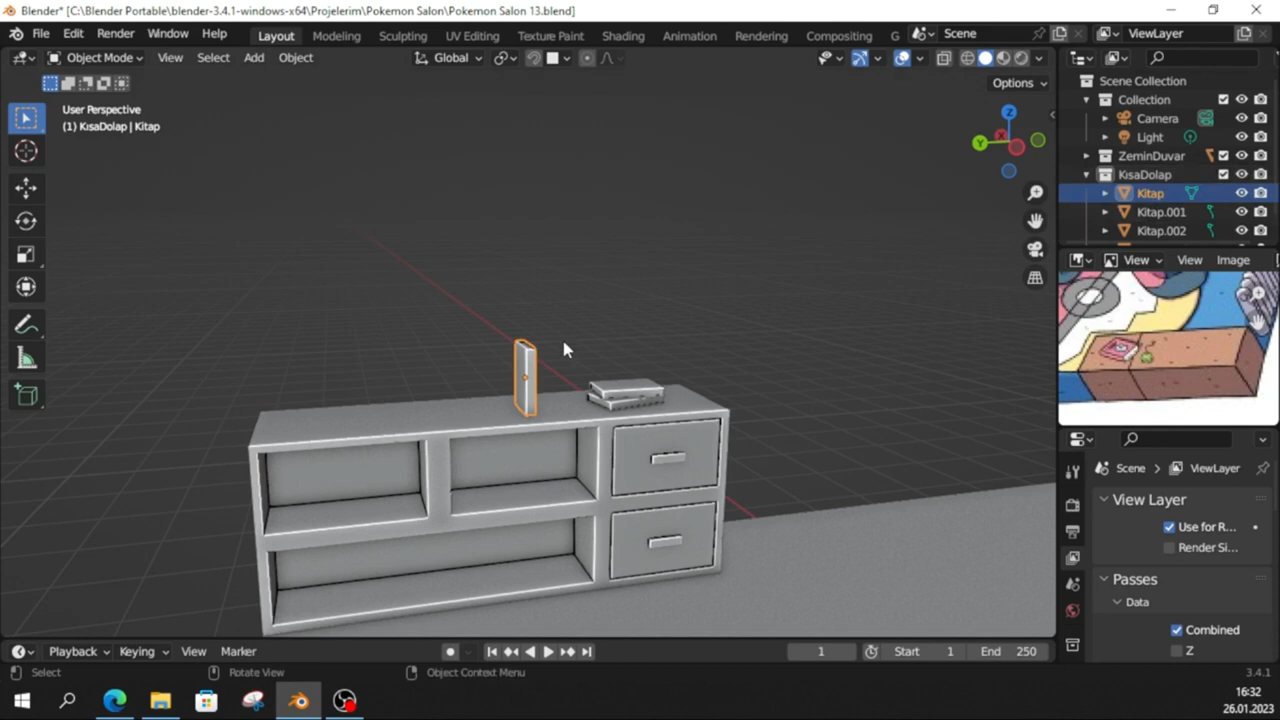 Blender* [C:\Blender Portable\blender-3.4.1-windows-x64\Projelerim\Pokemon Salon\Pokemon Salon 13.blend]
File Edit Render Window Help Layout Modeling Sculpting UV Editing Texture Paint Shading Animation Rendering Compositing G Scene ViewLayer
Object Mode View Select Add Object Global
Options
User Perspective
(1) KısaDolap | Kitap
Z
Y
X
Scene Collection
Collection
Camera
Light
ZeminDuvar
KısaDolap
Kitap
Kitap.001
Kitap.002
View View Image
Scene > ViewLayer
View Layer
Use for R...
Render Si...
Passes
Data
Combined
Z
Playback Keying View Marker 1 Start 1 End 250
Select Rotate View Object Context Menu 3.4.1
16:32
26.01.2023